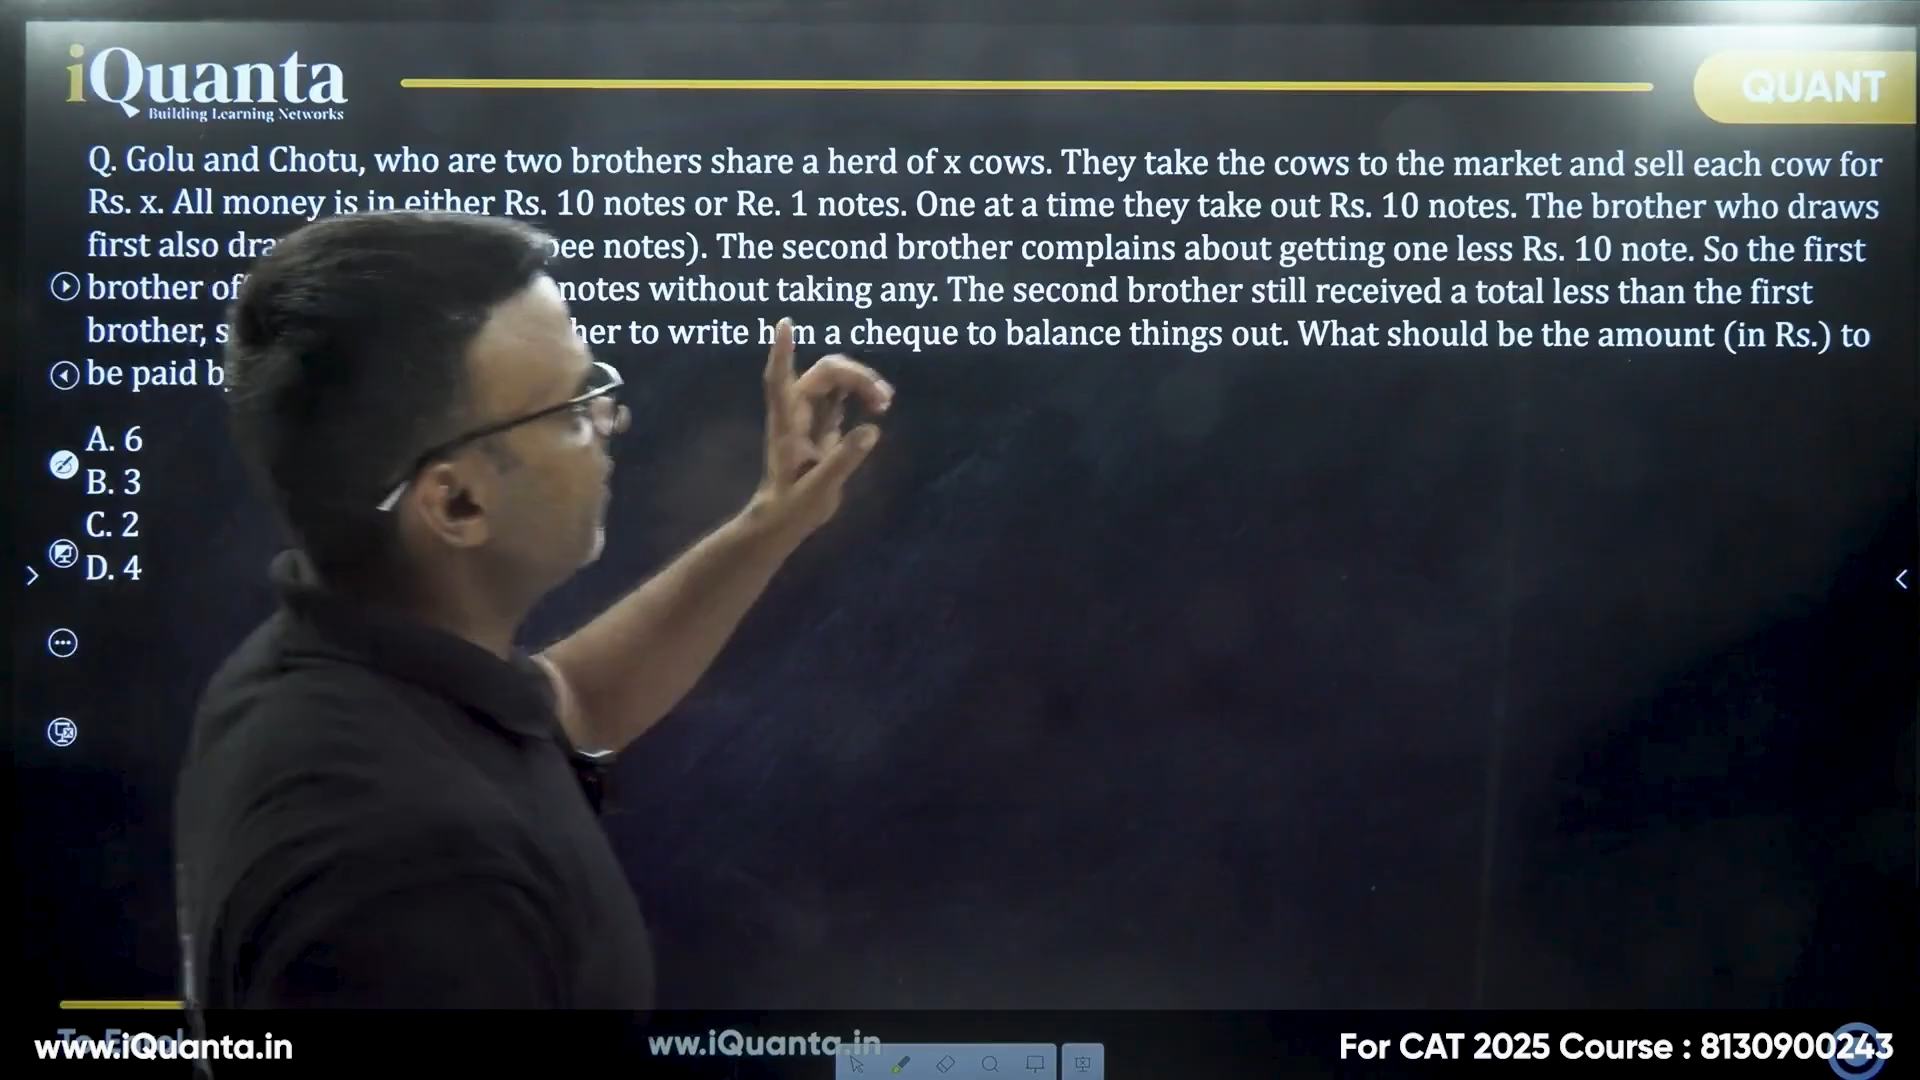 iQuanta
Building Learning Networks
QUANT
Q. Golu and Chotu, who are two brothers share a herd of x cows. They take the cows to the market and sell each cow for
Rs. x. All money is in either Rs. 10 notes or Re. 1 notes. One at a time they take out Rs. 10 notes. The brother who draws
first also notes). The second brother complains about getting one less Rs. 10 note. So the first
brother notes without taking any. The second brother still received a total less than the first
brother, to write him a cheque to balance things out. What should be the amount (in Rs.) to
be paid
A. 6
B. 3
C. 2
D. 4
www.iQuanta.in
ww.iQuanta.in
For CAT 2025 Course : 8130900243